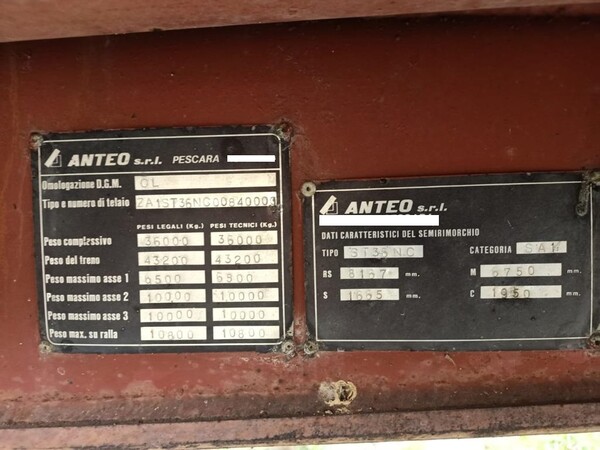 ANTEO s.r.l. PESCARA
Omologazione D.G.M. OL
Tipo e numero di telaio ZA1ST36NC00840003
PESI LEGALI (Kg.) PESI TECNICI (Kg.)
Peso complessivo 36000 36000
Peso del treno 43200 43200
Peso massimo asse 1 6500 6500
Peso massimo asse 2 10000 10000
Peso massimo asse 3 10000 10000
Peso max. su ralla 10800 10800
ANTEO s.r.l.
DATI CARATTERISTICI DEL SEMIRIMORCHIO
TIPO ST36NC CATEGORIA SA
RS 8167 mm. M 6750 mm.
S 1665 mm. C 1950 mm.